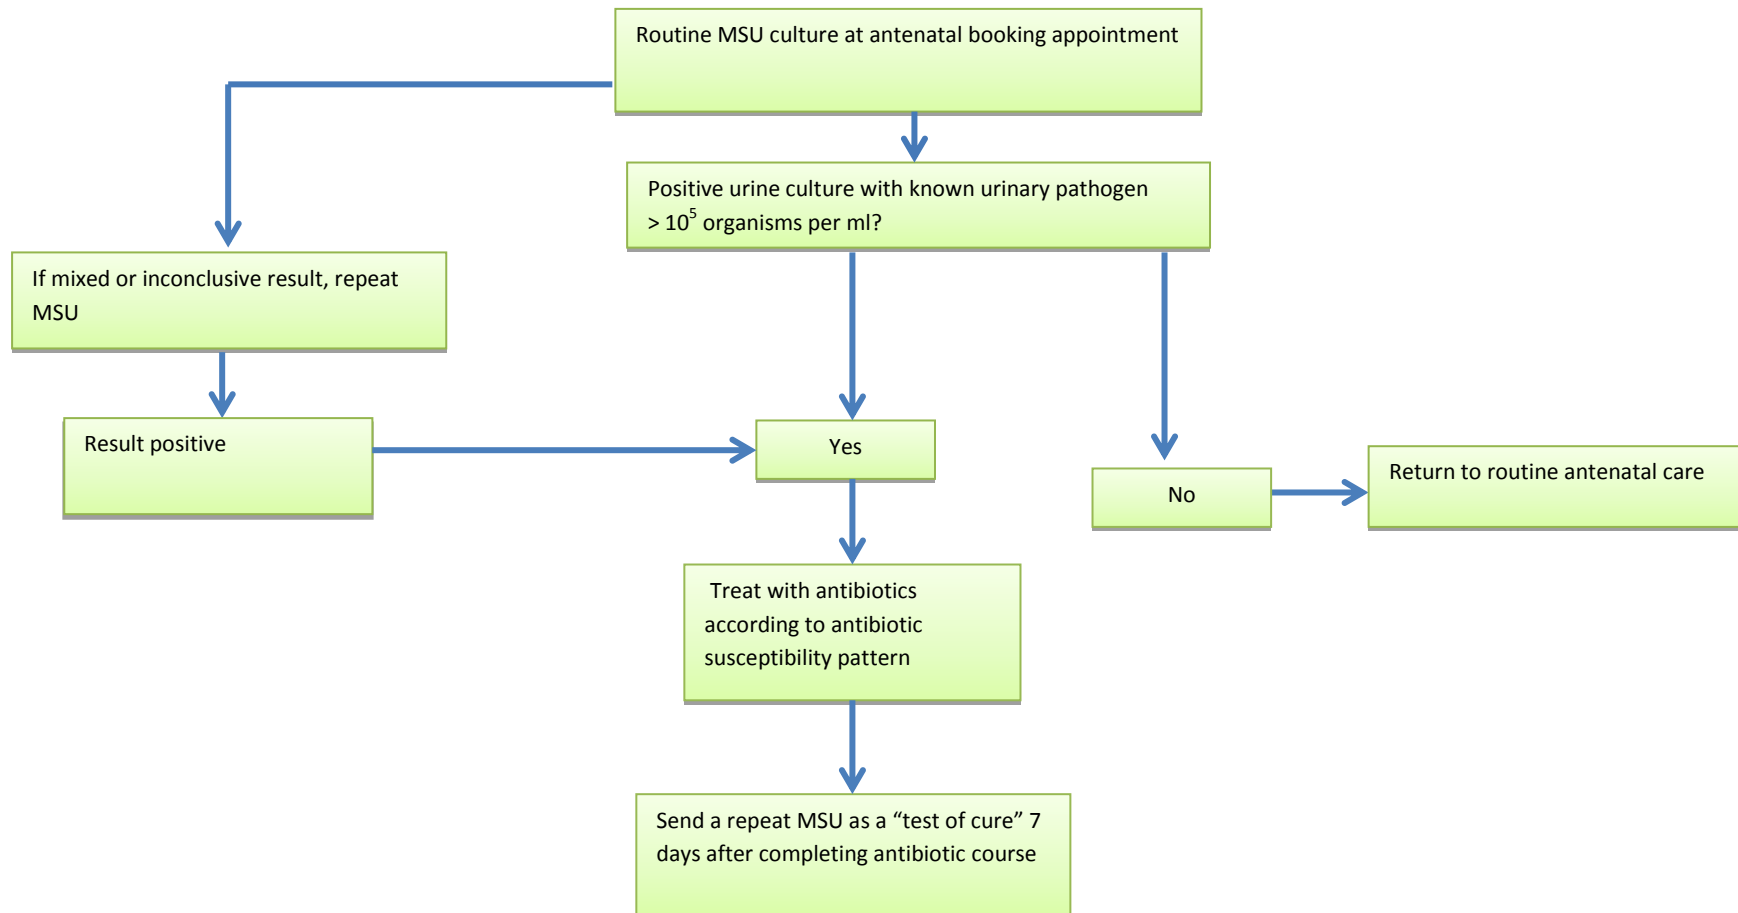 Routine MSU culture at antenatal booking appointment
Positive urine culture with known urinary pathogen
> 10⁵ organisms per ml?
If mixed or inconclusive result, repeat
MSU
Result positive
Yes
No
Return to routine antenatal care
Treat with antibiotics
according to antibiotic
susceptibility pattern
Send a repeat MSU as a “test of cure” 7
days after completing antibiotic course